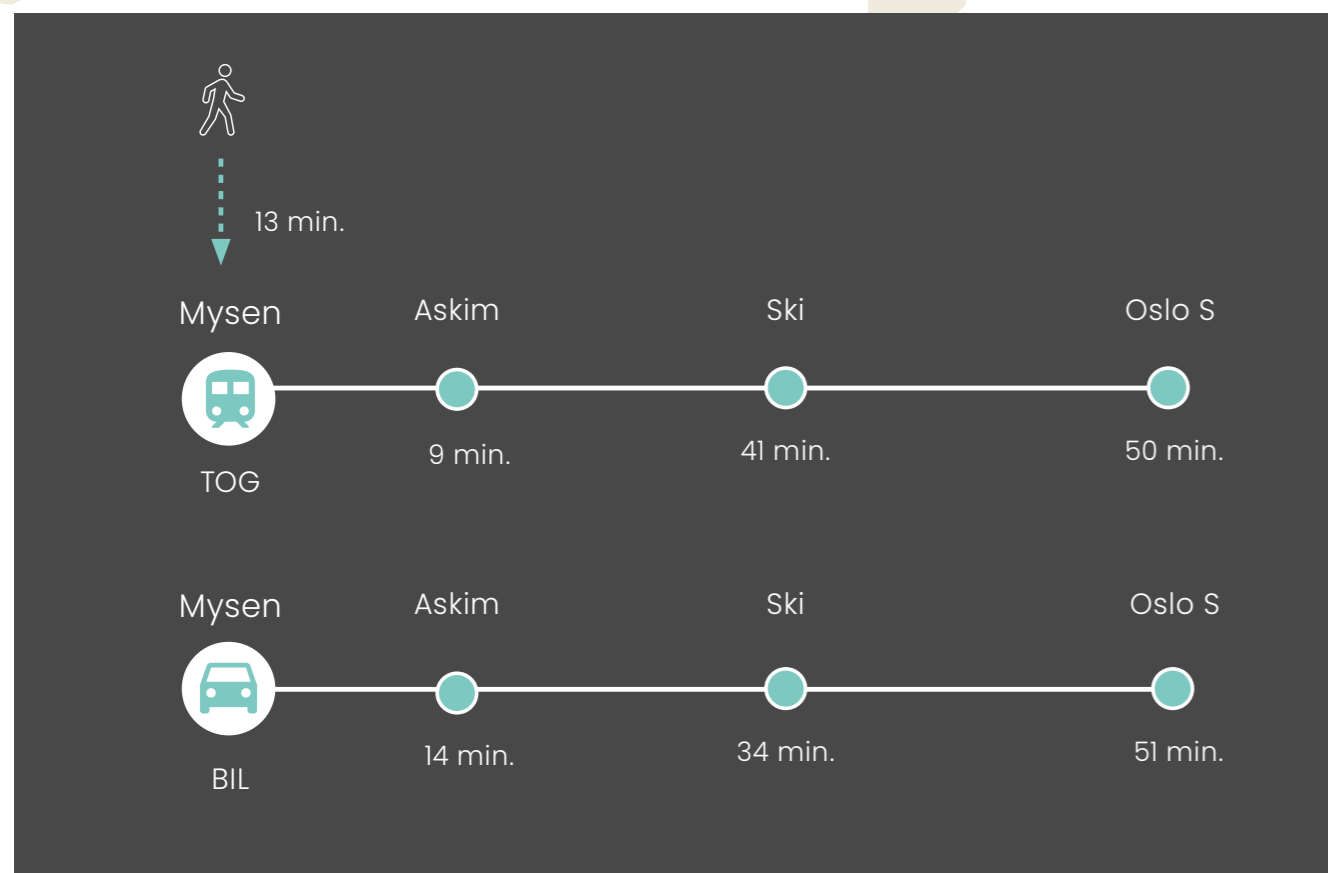 13 min.
Mysen
Askim
Ski
Oslo S
9 min.
41 min.
50 min.
TOG
Mysen
Askim
Ski
Oslo S
14 min.
34 min.
51 min.
BIL